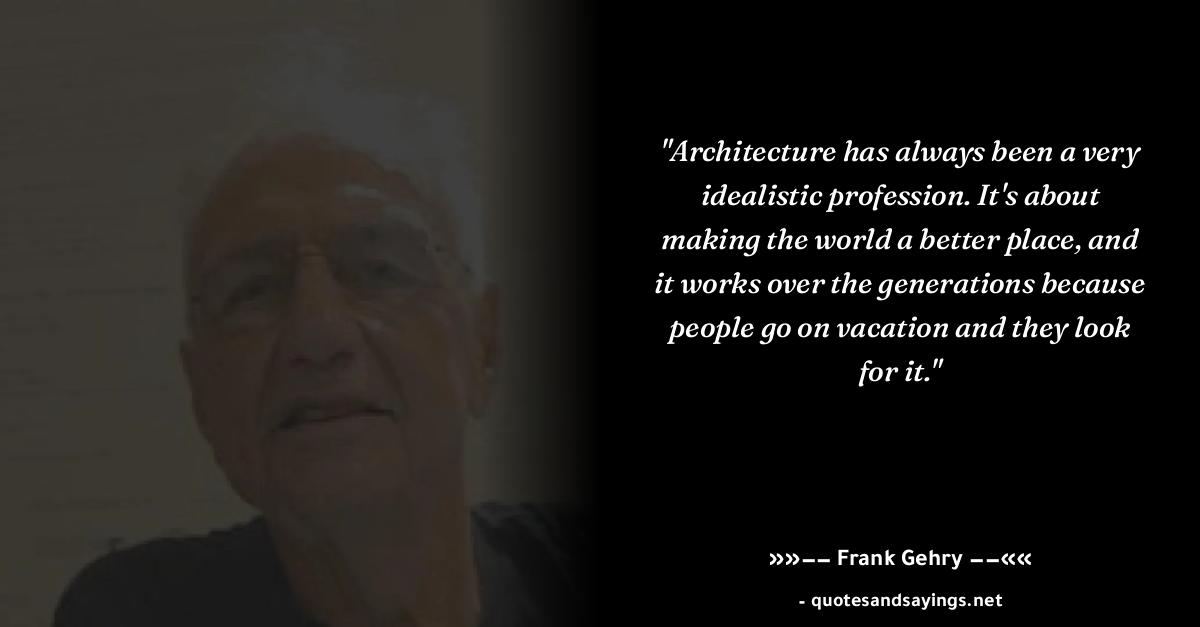 "Architecture has always been a very
idealistic profession. It's about
making the world a better place, and
it works over the generations because
people go on vacation and they look
for it."
»»−− Frank Gehry −−««
- quotesandsayings.net